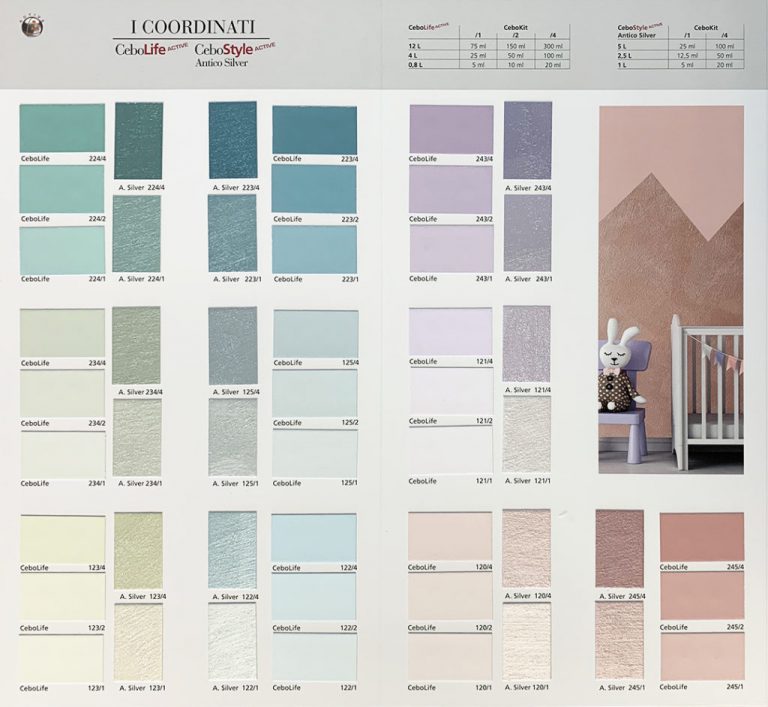 I COORDINATI
CeboLife ACTIVE CeboStyle ACTIVE
Antico Silver
CeboLife ACTIVE CeboKit
/1 /2 /4
12 L 75 ml 150 ml 300 ml
4 L 25 ml 50 ml 100 ml
0,8 L 5 ml 10 ml 20 ml
CeboStyle ACTIVE CeboKit
Antico Silver /1 /4
5 L 25 ml 100 ml
2,5 L 12,5 ml 50 ml
1 L 5 ml 20 ml
CeboLife 224/4
A. Silver 224/4
A. Silver 223/4
CeboLife 223/4
CeboLife 224/2
CeboLife 223/2
CeboLife 224/1
A. Silver 224/1
A. Silver 223/1
CeboLife 223/1
CeboLife 243/4
A. Silver 243/4
CeboLife 243/2
CeboLife 243/1
A. Silver 243/1
CeboLife 234/4
A. Silver 234/4
A. Silver 125/4
CeboLife 125/4
CeboLife 234/2
CeboLife 125/2
CeboLife 234/1
A. Silver 234/1
A. Silver 125/1
CeboLife 125/1
CeboLife 121/4
A. Silver 121/4
CeboLife 121/2
CeboLife 121/1
A. Silver 121/1
CeboLife 123/4
A. Silver 123/4
A. Silver 122/4
CeboLife 122/4
CeboLife 123/2
CeboLife 122/2
CeboLife 123/1
A. Silver 123/1
A. Silver 122/1
CeboLife 122/1
CeboLife 120/4
A. Silver 120/4
A. Silver 245/4
CeboLife 245/4
CeboLife 120/2
CeboLife 245/2
CeboLife 120/1
A. Silver 120/1
A. Silver 245/1
CeboLife 245/1